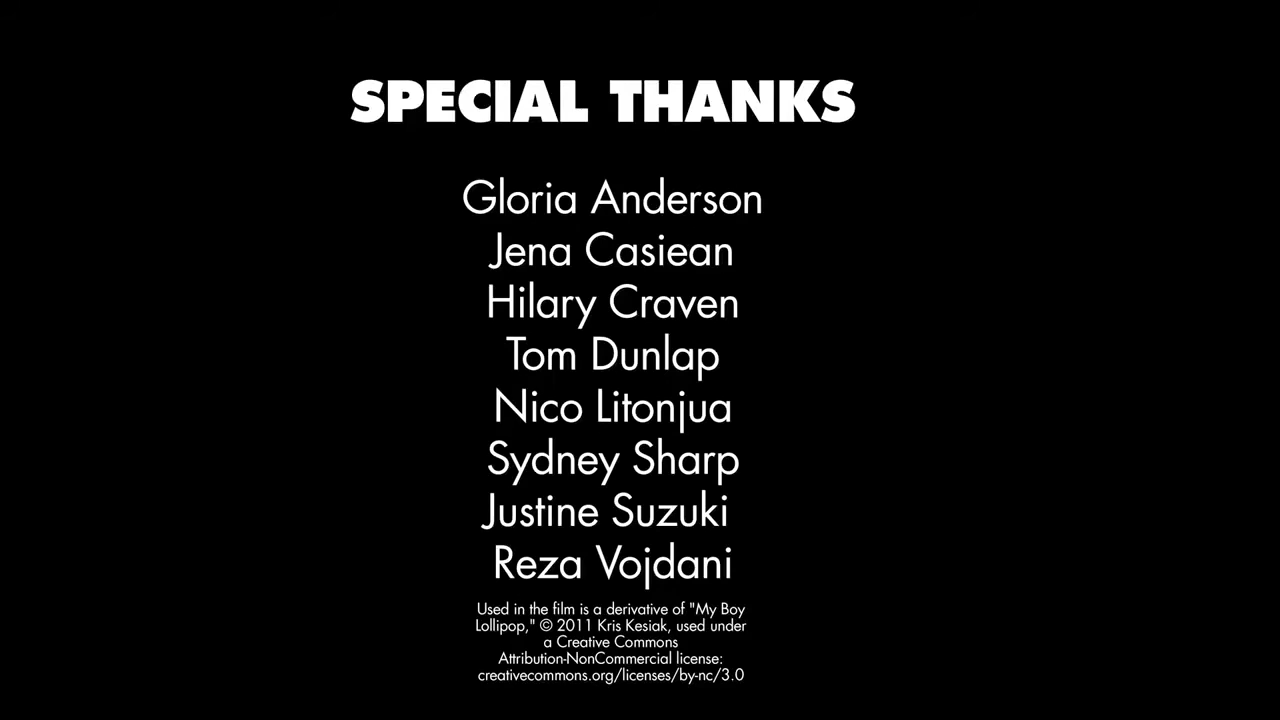 SPECIAL THANKS
Gloria Anderson
Jena Casiean
Hilary Craven
Tom Dunlap
Nico Litonjua
Sydney Sharp
Justine Suzuki
Reza Vojdani
Used in the film is a derivative of "My Boy
Lollipop," © 2011 Kris Kesiak, used under
a Creative Commons
Attribution-NonCommercial license:
creativecommons.org/licenses/by-nc/3.0